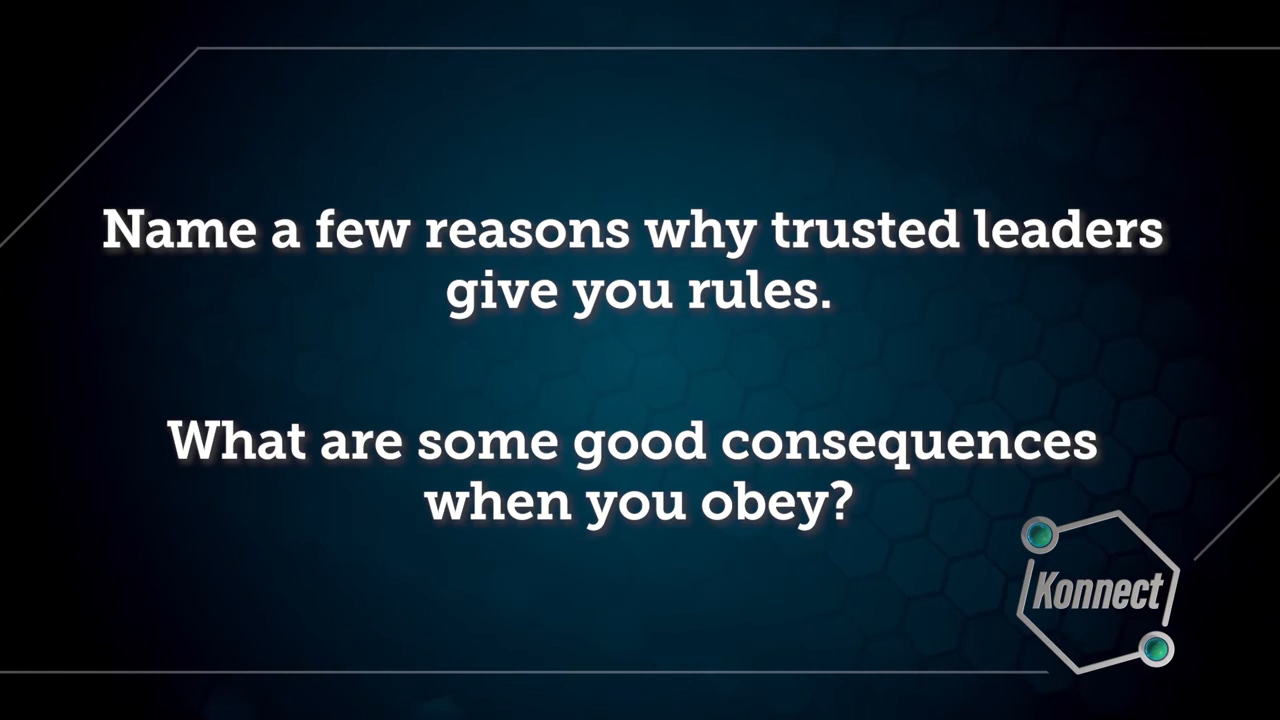 Name a few reasons why trusted leaders
give you rules.
What are some good consequences
when you obey?
Konnect